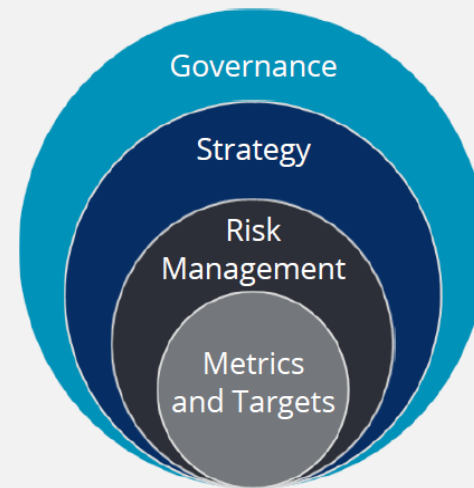 Governance
Strategy
Risk
Management
Metrics
and Targets